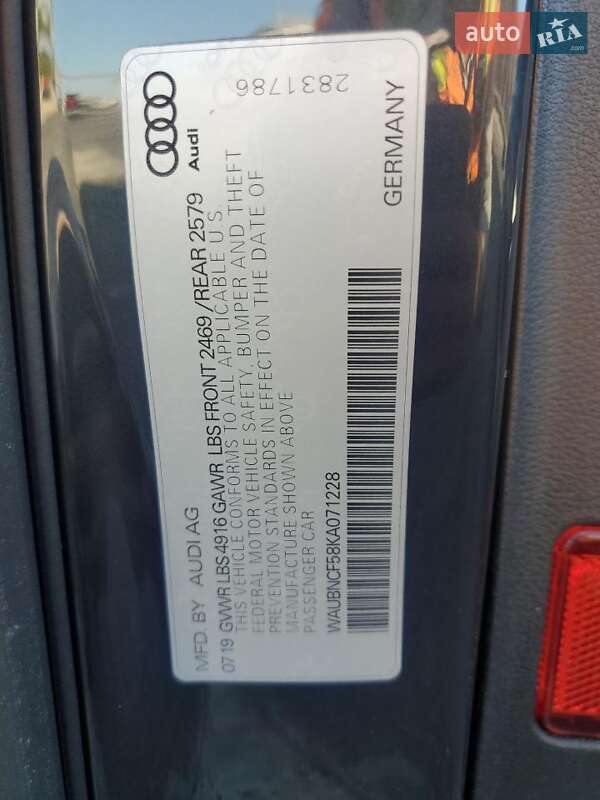 auto RIA.com
Audi
2831786
MFD. BY AUDI AG
07 19 GVWR LBS 4916 GAWR LBS FRONT 2469 / REAR 2579
THIS VEHICLE CONFORMS TO ALL APPLICABLE U.S.
FEDERAL MOTOR VEHICLE SAFETY, BUMPER AND THEFT
PREVENTION STANDARDS IN EFFECT ON THE DATE OF
MANUFACTURE SHOWN ABOVE
PASSENGER CAR
WAUBNCF58KA071228
GERMANY